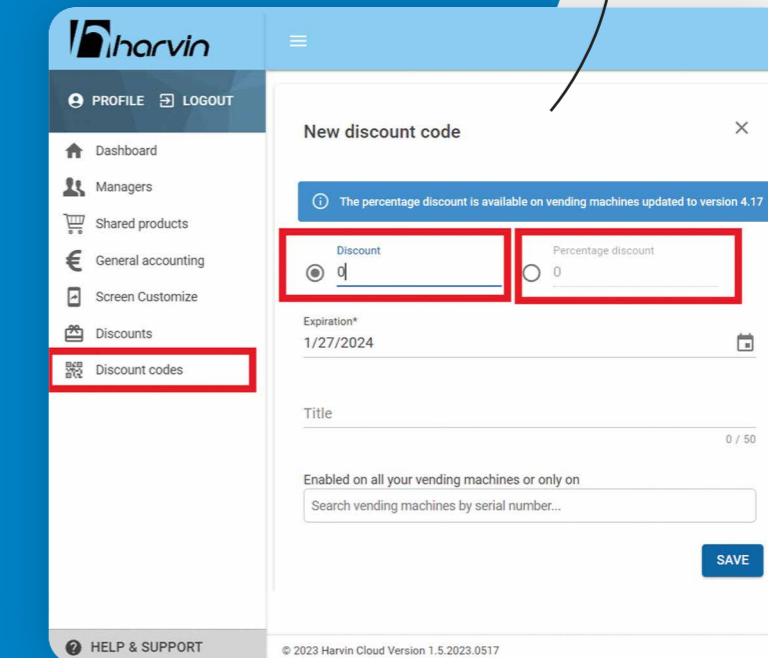 harvin
PROFILE LOGOUT
Dashboard
Managers
Shared products
General accounting
Screen Customize
Discounts
Discount codes
HELP & SUPPORT
New discount code
The percentage discount is available on vending machines updated to version 4.17
Discount
0
Percentage discount
0
Expiration*
1/27/2024
Title
0 / 50
Enabled on all your vending machines or only on
Search vending machines by serial number...
SAVE
© 2023 Harvin Cloud Version 1.5.2023.0517